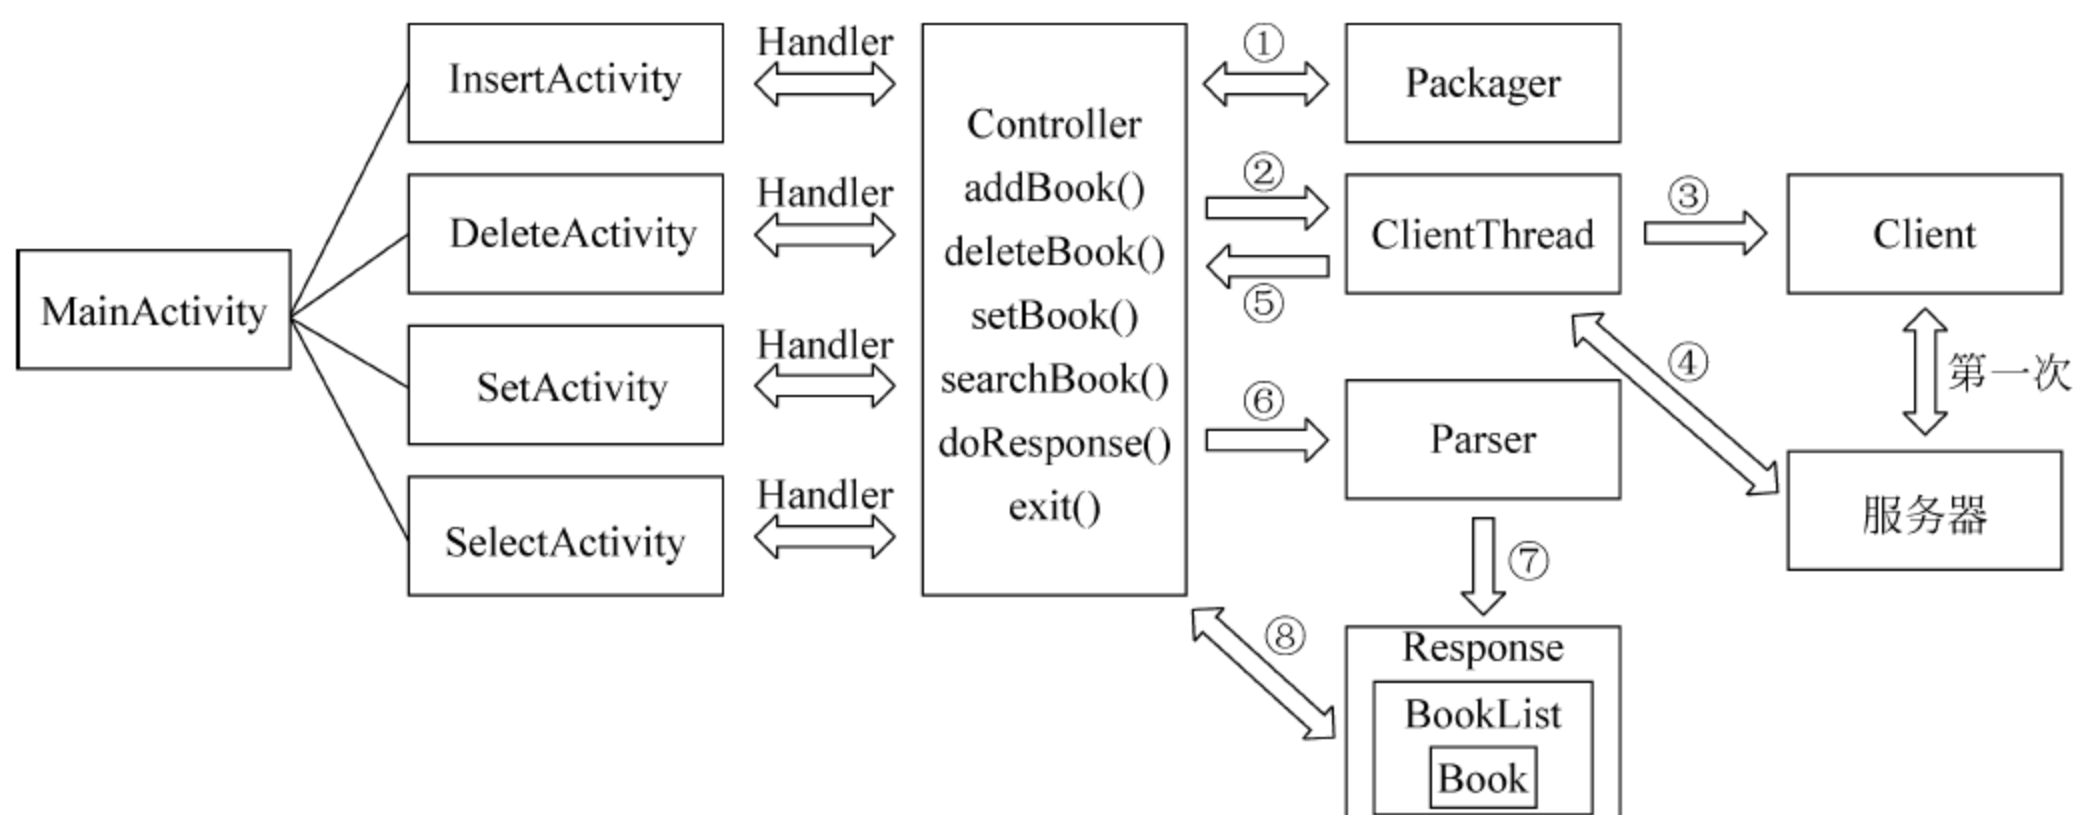 MainActivity
InsertActivity
DeleteActivity
SetActivity
SelectActivity
Handler
Handler
Handler
Handler
Controller
addBook()
deleteBook()
setBook()
searchBook()
doResponse()
exit()
①
Packager
②
ClientThread
③
Client
⑤
④
第一次
服务器
⑥
Parser
⑦
⑧
Response
BookList
Book